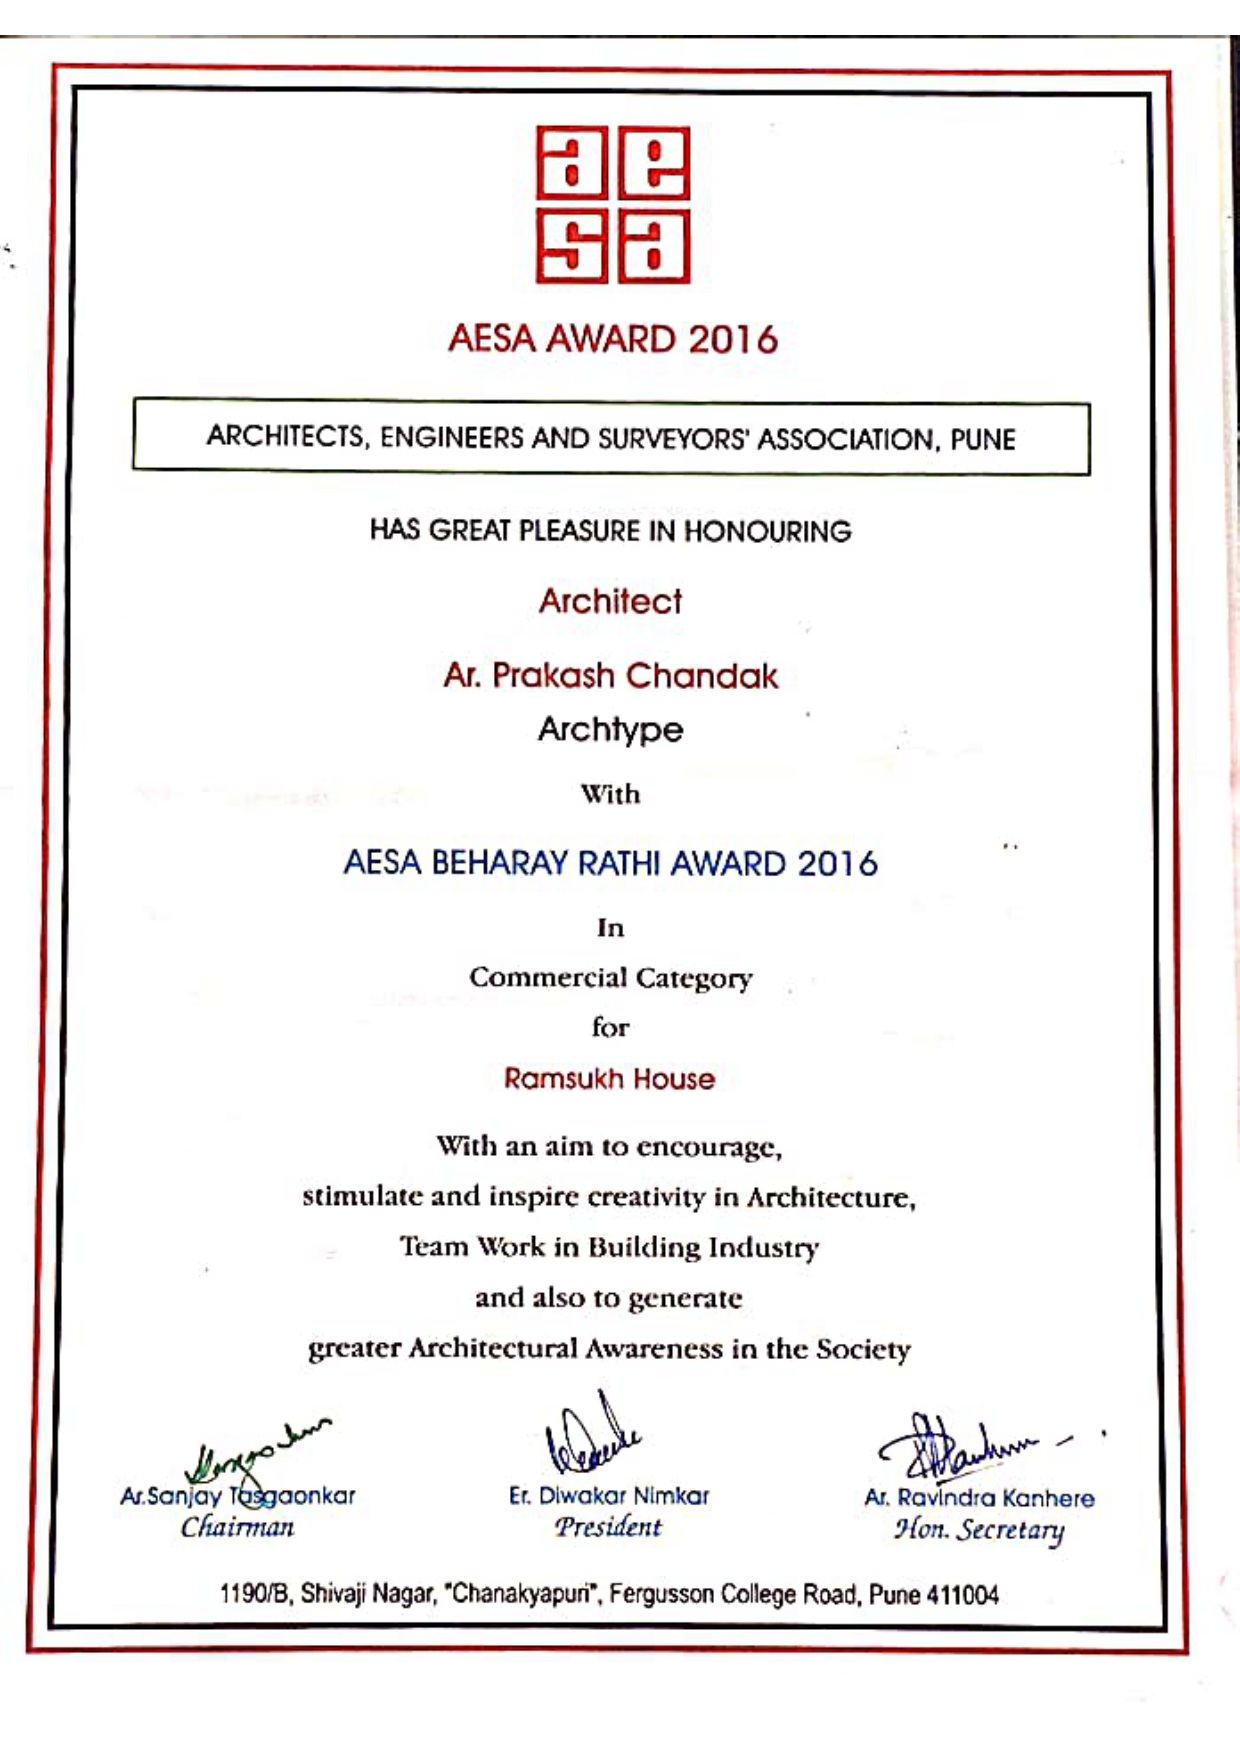 ae
sa
AESA AWARD 2016
ARCHITECTS, ENGINEERS AND SURVEYORS' ASSOCIATION, PUNE
HAS GREAT PLEASURE IN HONOURING
Architect
Ar. Prakash Chandak
Archtype
With
AESA BEHARAY RATHI AWARD 2016
In
Commercial Category
for
Ramsukh House
With an aim to encourage,
stimulate and inspire creativity in Architecture,
Team Work in Building Industry
and also to generate
greater Architectural Awareness in the Society
Ar.Sanjay Tasgaonkar Er. Diwakar Nimkar Ar. Ravindra Kanhere
Chairman President Hon. Secretary
1190/B, Shivaji Nagar, "Chanakyapuri", Fergusson College Road, Pune 411004